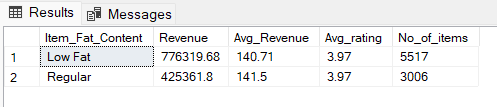 Results Messages
Item_Fat_Content Revenue Avg_Revenue Avg_rating No_of_items
1 Low Fat 776319.68 140.71 3.97 5517
2 Regular 425361.8 141.5 3.97 3006